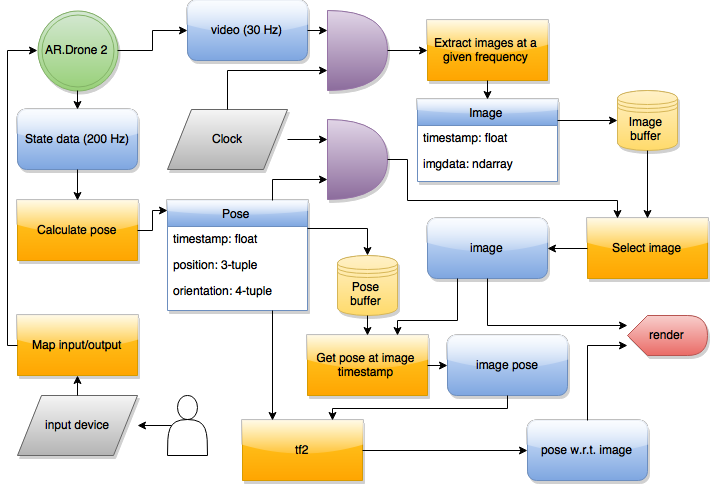 AR.Drone 2
video (30 Hz)
Extract images at a
given frequency
State data (200 Hz)
Clock
Image
timestamp: float
imgdata: ndarray
Image
buffer
Calculate pose
Pose
timestamp: float
position: 3-tuple
orientation: 4-tuple
image
Select image
Pose
buffer
Map input/output
Get pose at image
timestamp
image pose
render
input device
tf2
pose w.r.t. image